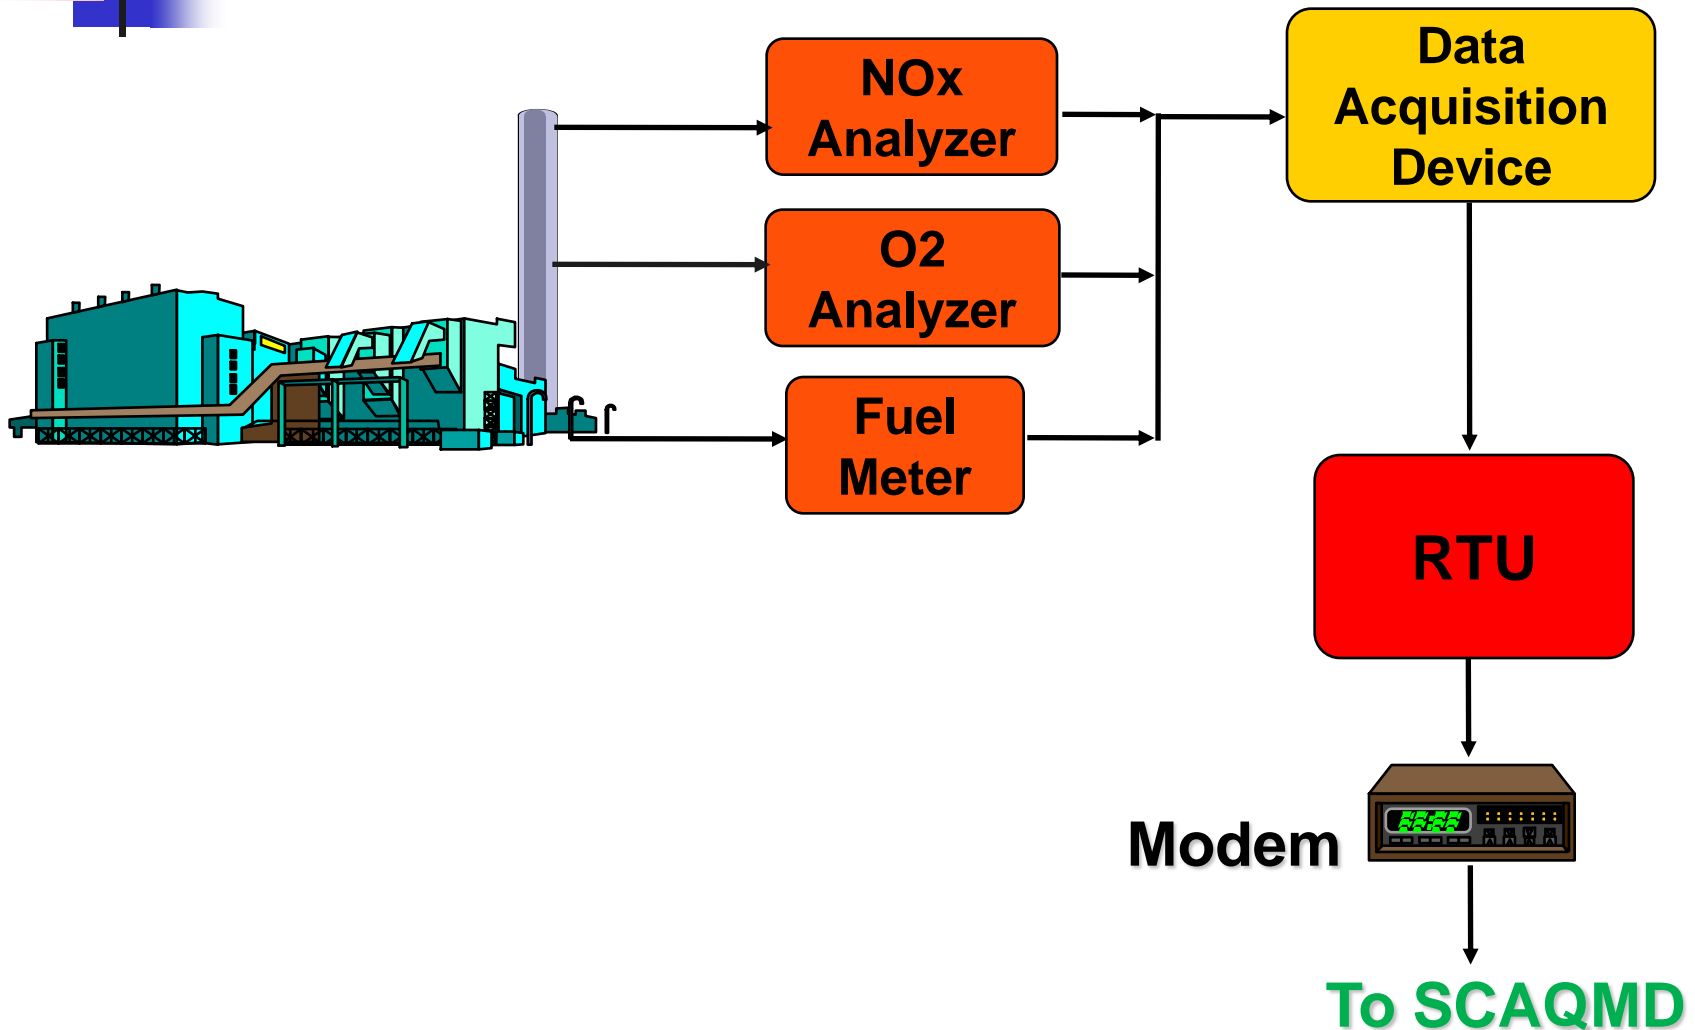 NOx
Analyzer
O2
Analyzer
Fuel
Meter
Data
Acquisition
Device
RTU
Modem
To SCAQMD